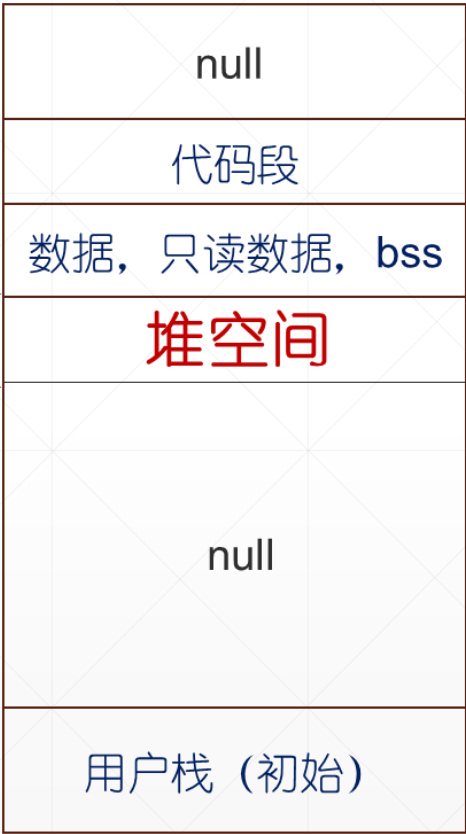 null
代码段
数据，只读数据，bss
堆空间
null
用户栈（初始）